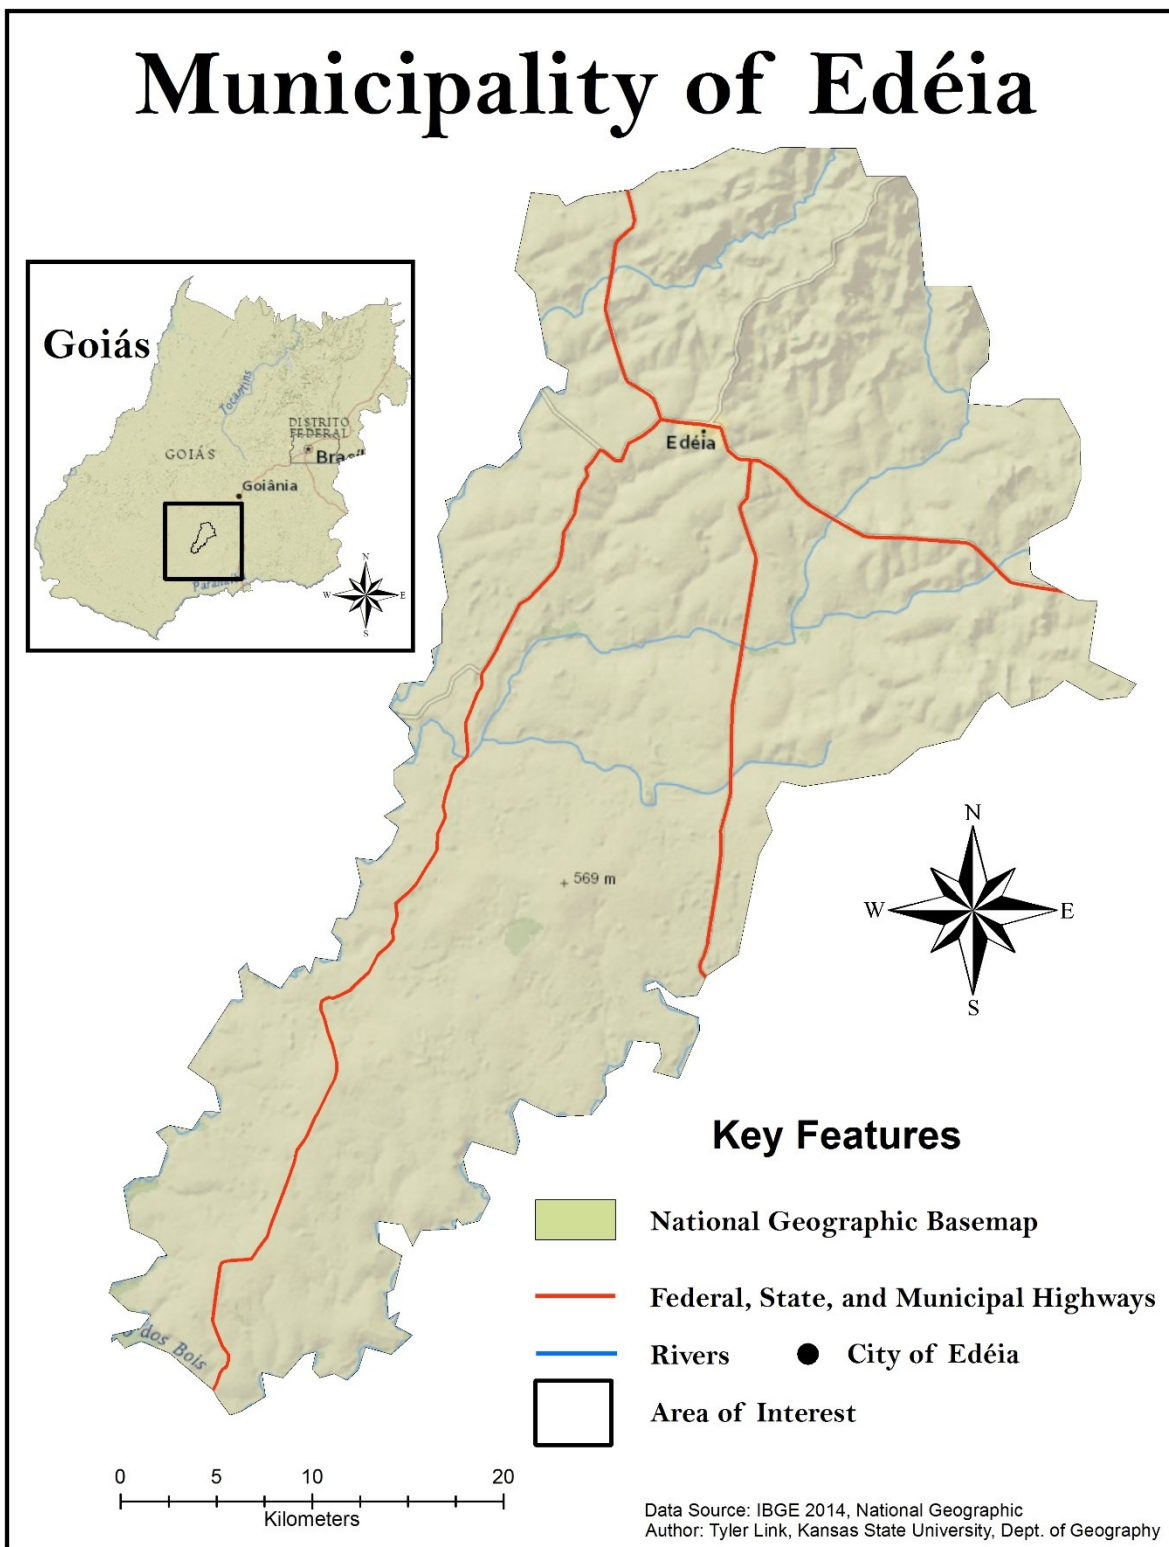 Municipality of Edéia
Goiás
Tocantins
DISTRITO
FEDERAL
GOIÁS
Goiânia
N
W
E
S
Edéia
569 m
N
W
E
S
dos Bois
Key Features
National Geographic Basemap
Federal, State, and Municipal Highways
Rivers
City of Edéia
Area of Interest
0 5 10 20
Kilometers
Data Source: IBGE 2014, National Geographic
Author: Tyler Link, Kansas State University, Dept. of Geography